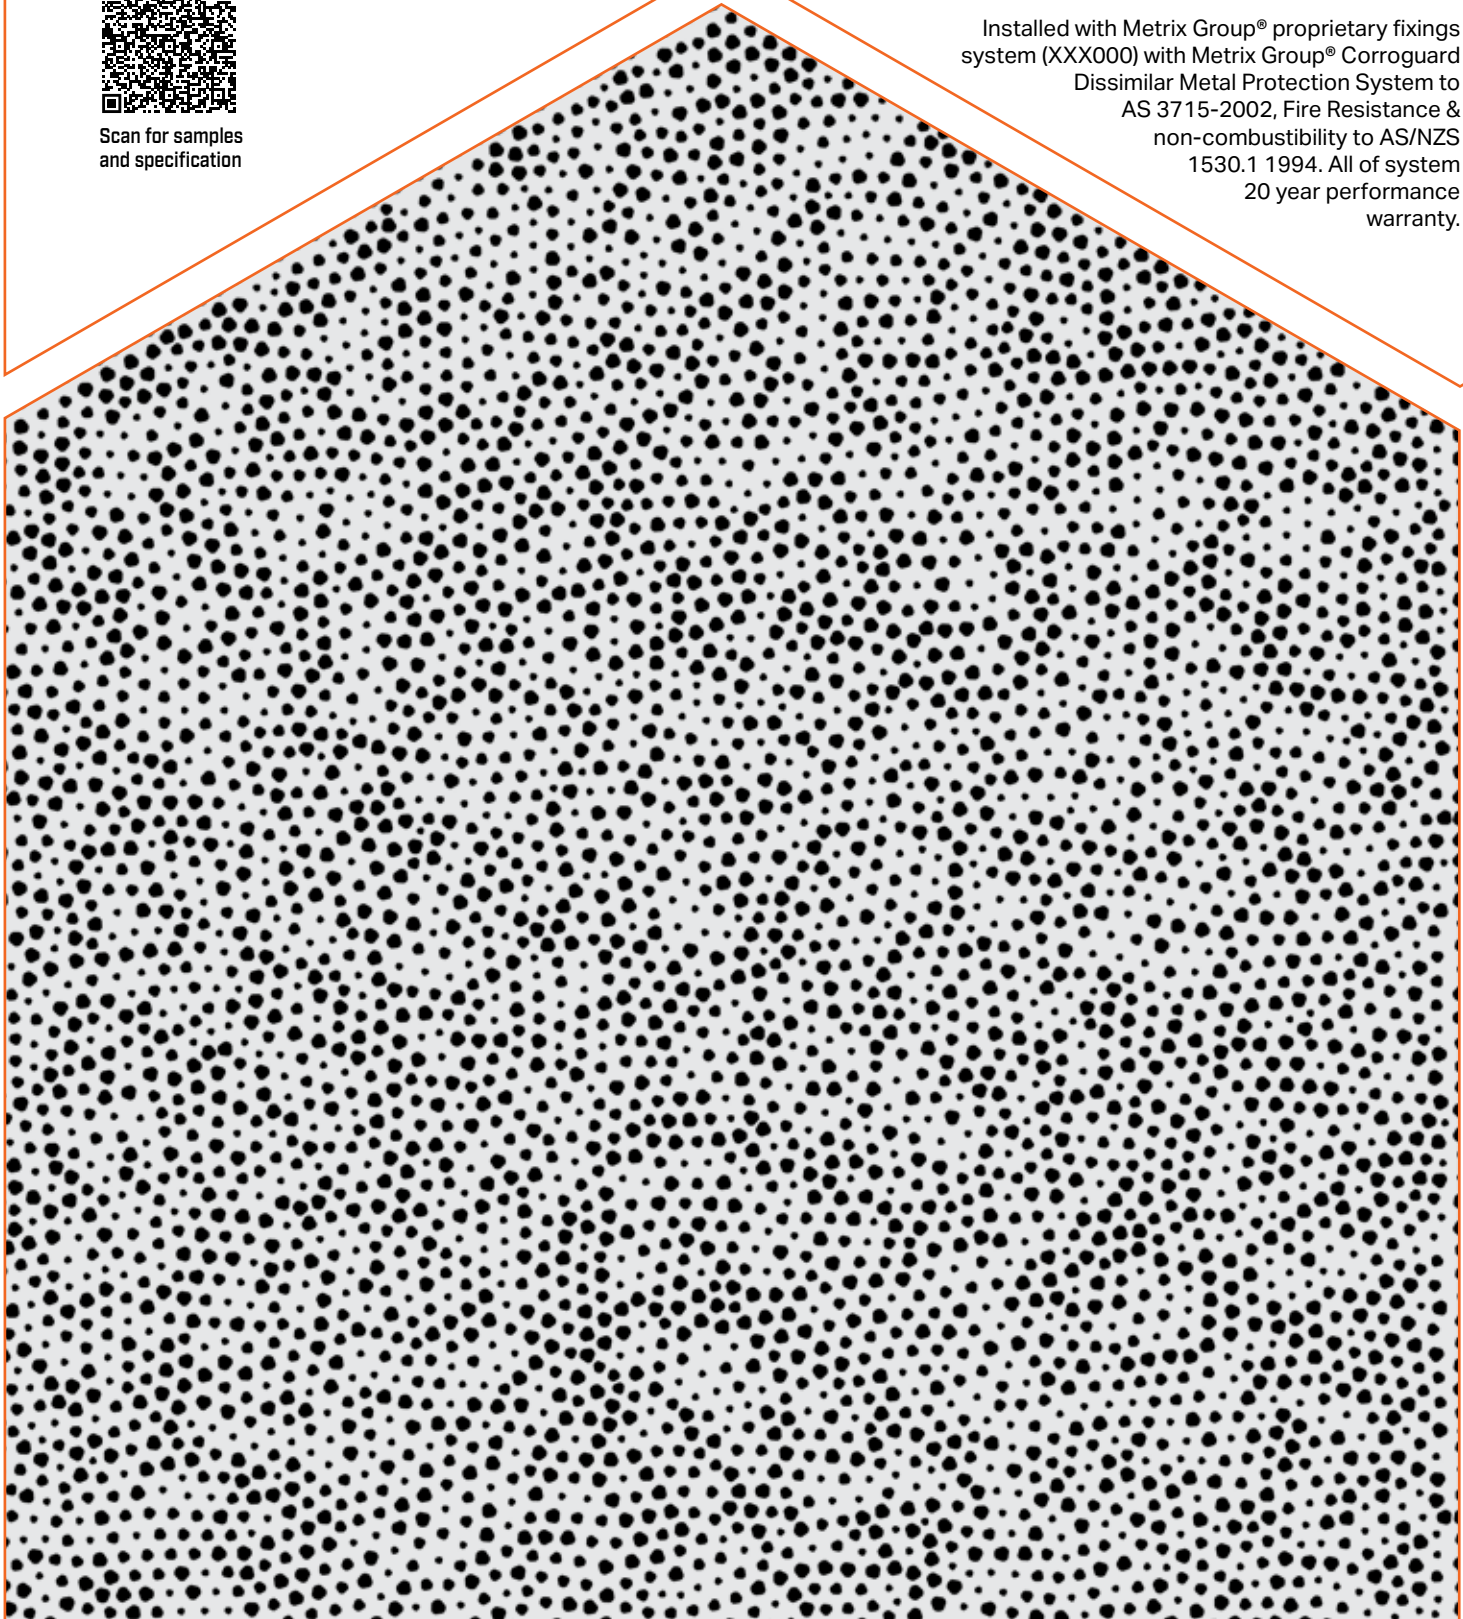 Scan for samples
and specification
Installed with Metrix Group® proprietary fixings
system (XXX000) with Metrix Group® Corroguard
Dissimilar Metal Protection System to
AS 3715-2002, Fire Resistance &
non-combustibility to AS/NZS
1530.1 1994. All of system
20 year performance
warranty.